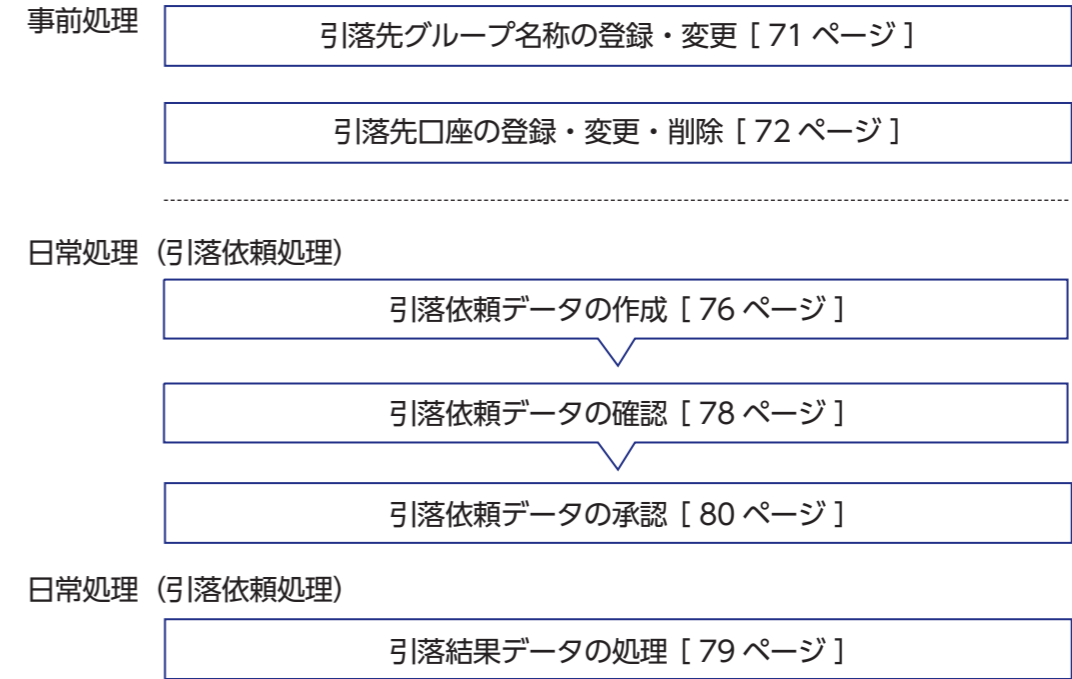 事前処理
引落先グループ名称の登録・変更 [ 71 ページ ]
引落先口座の登録・変更・削除 [ 72 ページ ]
日常処理（引落依頼処理）
引落依頼データの作成 [ 76 ページ ]
引落依頼データの確認 [ 78 ページ ]
引落依頼データの承認 [ 80 ページ ]
日常処理（引落依頼処理）
引落結果データの処理 [ 79 ページ ]